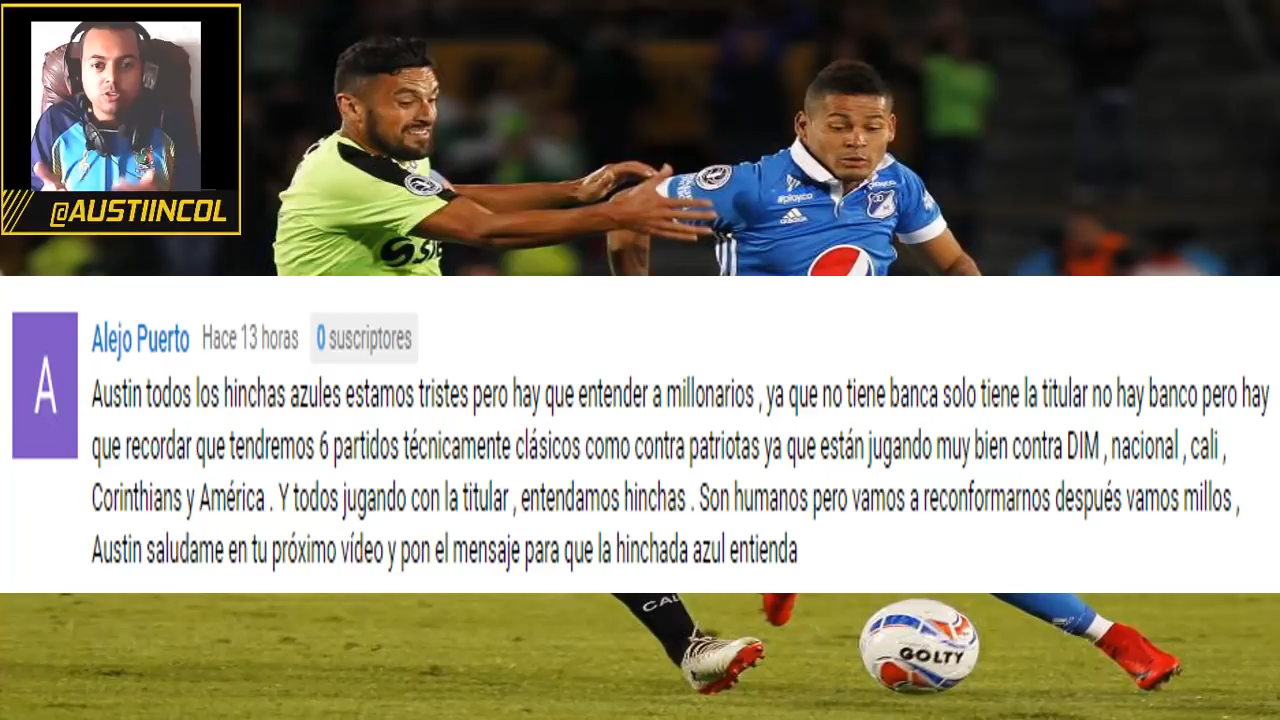 @AUSTIINCOL
#playco
GOLTY
A
Alejo Puerto Hace 13 horas 0 suscriptores
Austin todos los hinchas azules estamos tristes pero hay que entender a millonarios , ya que no tiene banca solo tiene la titular no hay banco pero hay
que recordar que tendremos 6 partidos técnicamente clásicos como contra patriotas ya que están jugando muy bien contra DIM , nacional , cali ,
Corinthians y América . Y todos jugando con la titular , entendamos hinchas . Son humanos pero vamos a reconformarnos después vamos millos ,
Austin saludame en tu próximo vídeo y pon el mensaje para que la hinchada azul entienda